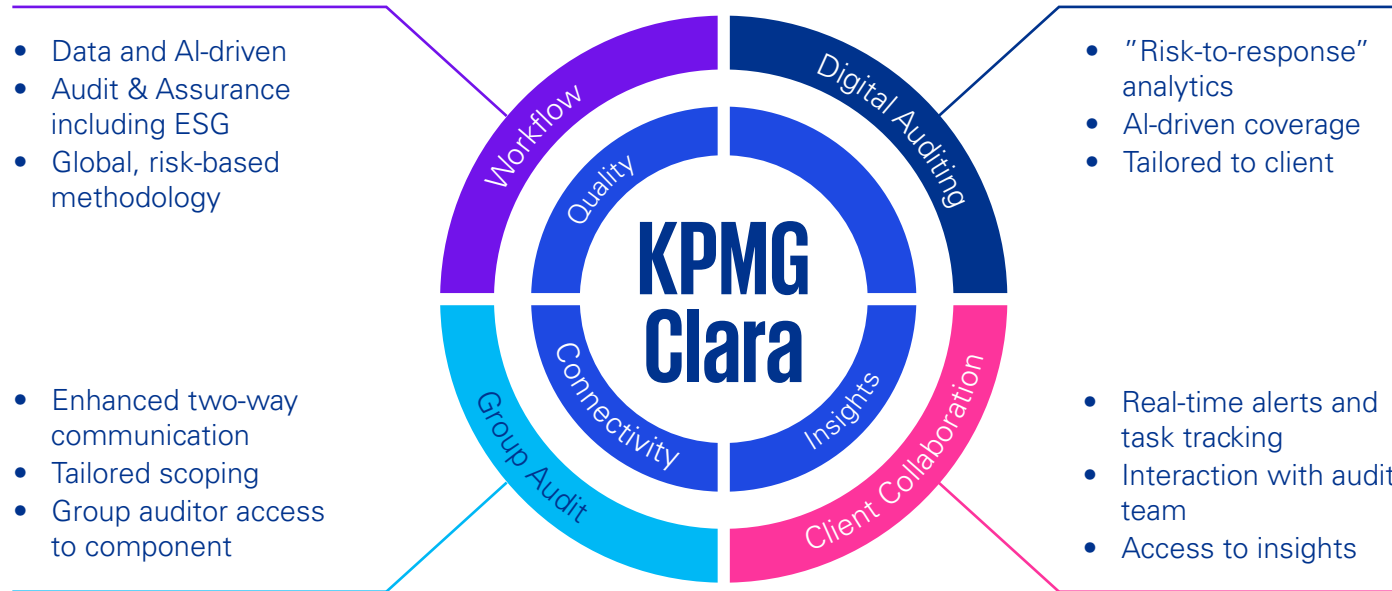 • Data and AI-driven
• Audit & Assurance
including ESG
• Global, risk-based
methodology
Workflow
Digital Auditing
• ”Risk-to-response”
analytics
• AI-driven coverage
• Tailored to client
Quality
KPMG
Clara
Connectivity
Insights
• Enhanced two-way
communication
• Tailored scoping
• Group auditor access
to component
Group Audit
Client Collaboration
• Real-time alerts and
task tracking
• Interaction with audit
team
• Access to insights